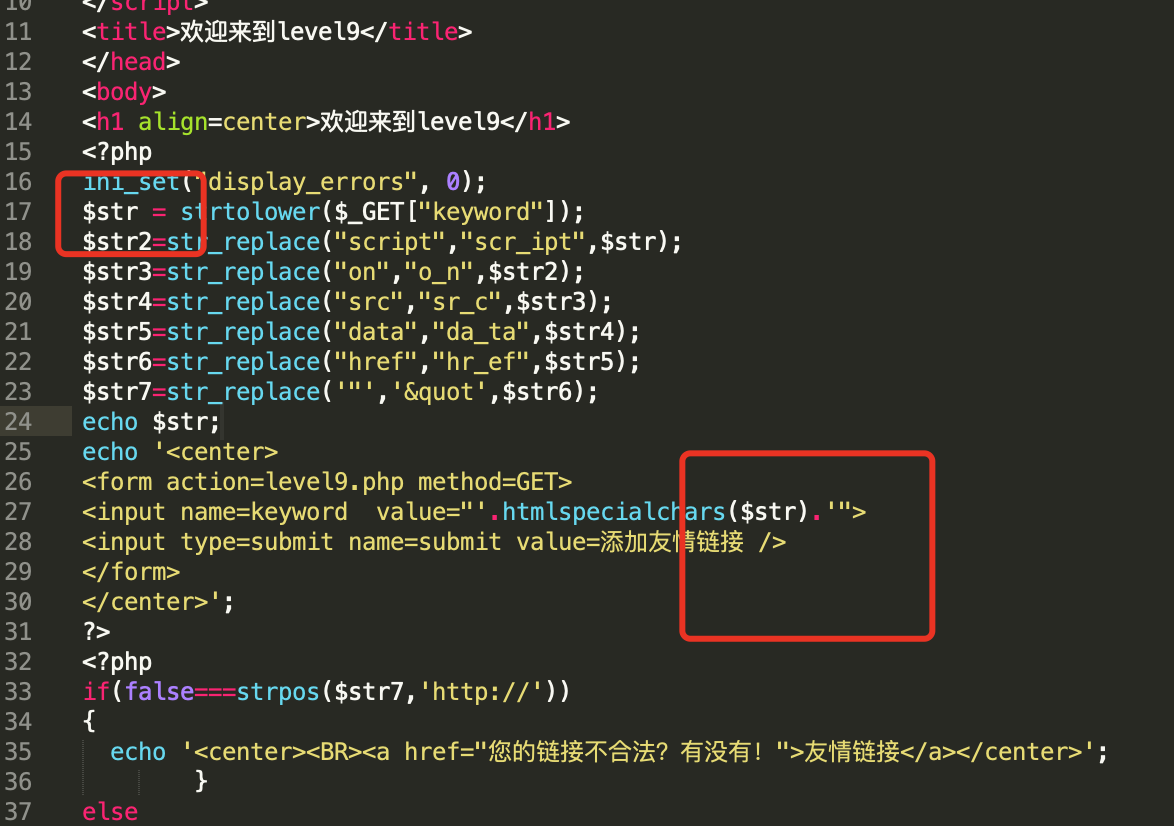 10 </script>
11 <title>欢迎来到level9</title>
12 </head>
13 <body>
14 <h1 align=center>欢迎来到level9</h1>
15 <?php
16 ini_set("display_errors", 0);
17 $str = strtolower($_GET["keyword"]);
18 $str2=str_replace("script","scr_ipt",$str);
19 $str3=str_replace("on","o_n",$str2);
20 $str4=str_replace("src","sr_c",$str3);
21 $str5=str_replace("data","da_ta",$str4);
22 $str6=str_replace("href","hr_ef",$str5);
23 $str7=str_replace('"','&quot',$str6);
24 echo $str;
25 echo '<center>
26 <form action=level9.php method=GET>
27 <input name=keyword  value="'.htmlspecialchars($str).'">
28 <input type=submit name=submit value=添加友情链接 />
29 </form>
30 </center>';
31 ?>
32 <?php
33 if(false===strpos($str7,'http://'))
34 {
35   echo '<center><BR><a href="您的链接不合法？有没有！">友情链接</a></center>';
36         }
37 else